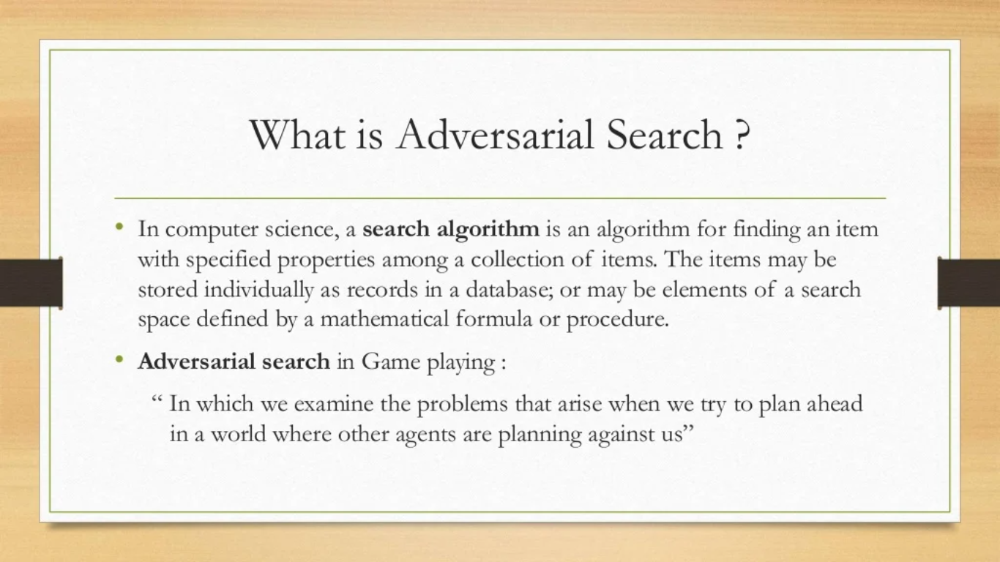 What is Adversarial Search ?
• In computer science, a search algorithm is an algorithm for finding an item
with specified properties among a collection of items. The items may be
stored individually as records in a database; or may be elements of a search
space defined by a mathematical formula or procedure.
• Adversarial search in Game playing :
“ In which we examine the problems that arise when we try to plan ahead
in a world where other agents are planning against us”